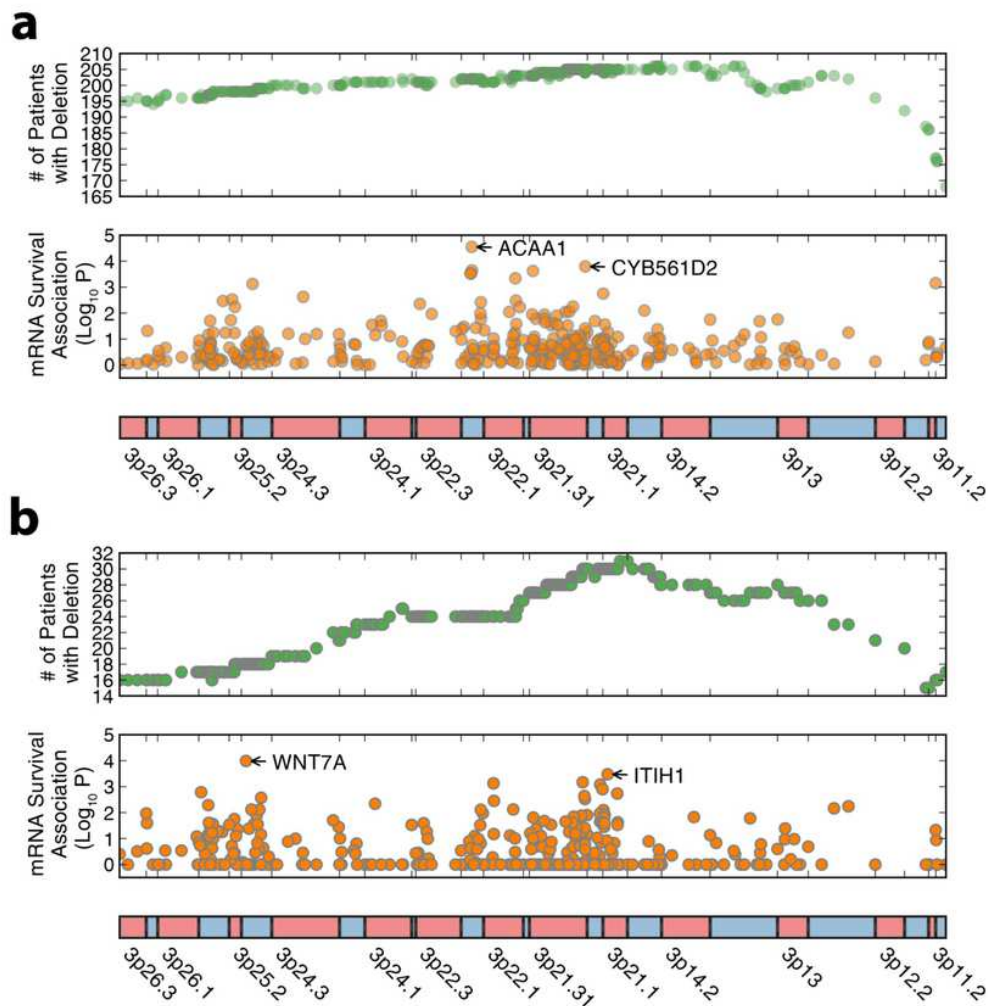 a
210
205
200
195
190
185
180
175
170
165
# of Patients
with Deletion
5
4
3
2
1
0
mRNA Survival
Association
(Log10 P)
ACAA1
CYB561D2
3p26.3
3p26.1
3p25.2
3p24.3
3p24.1
3p22.3
3p22.1
3p21.31
3p21.1
3p14.2
3p13
3p12.2
3p11.2
b
32
30
28
26
24
22
20
18
16
14
# of Patients
with Deletion
5
4
3
2
1
0
mRNA Survival
Association
(Log10 P)
WNT7A
ITIH1
3p26.3
3p26.1
3p25.2
3p24.3
3p24.1
3p22.3
3p22.1
3p21.31
3p21.1
3p14.2
3p13
3p12.2
3p11.2